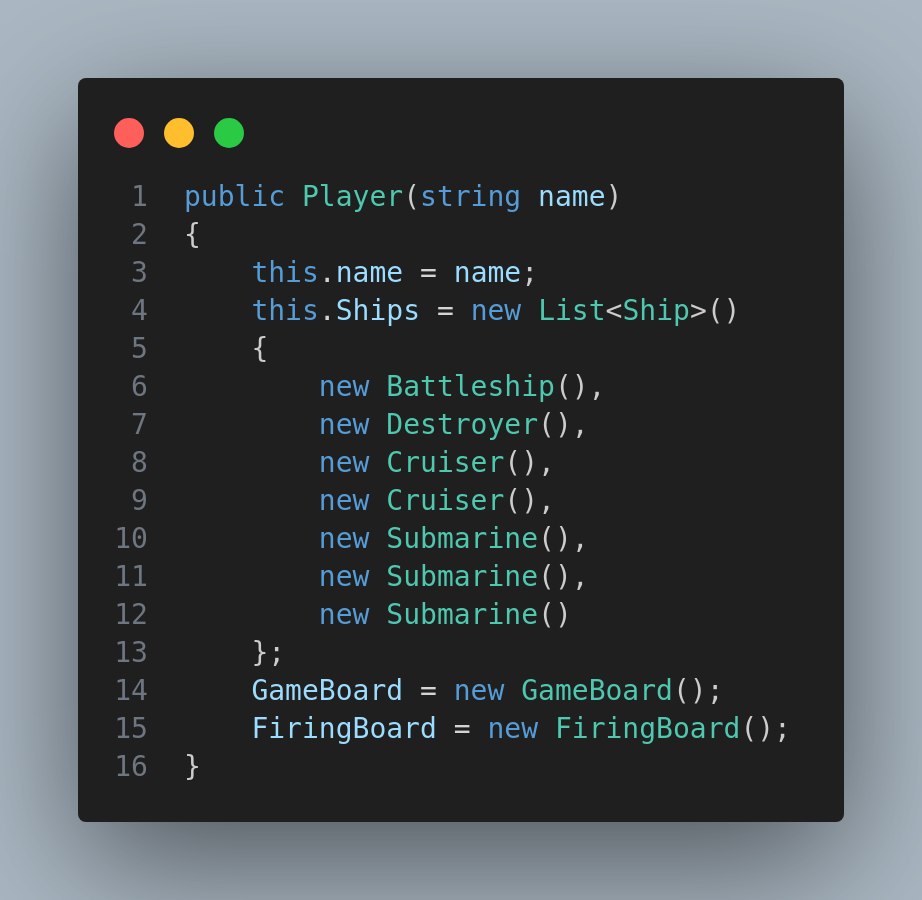 1 public Player(string name)
2 {
3     this.name = name;
4     this.Ships = new List<Ship>()
5     {
6         new Battleship(),
7         new Destroyer(),
8         new Cruiser(),
9         new Cruiser(),
10         new Submarine(),
11         new Submarine(),
12         new Submarine()
13     };
14     GameBoard = new GameBoard();
15     FiringBoard = new FiringBoard();
16 }